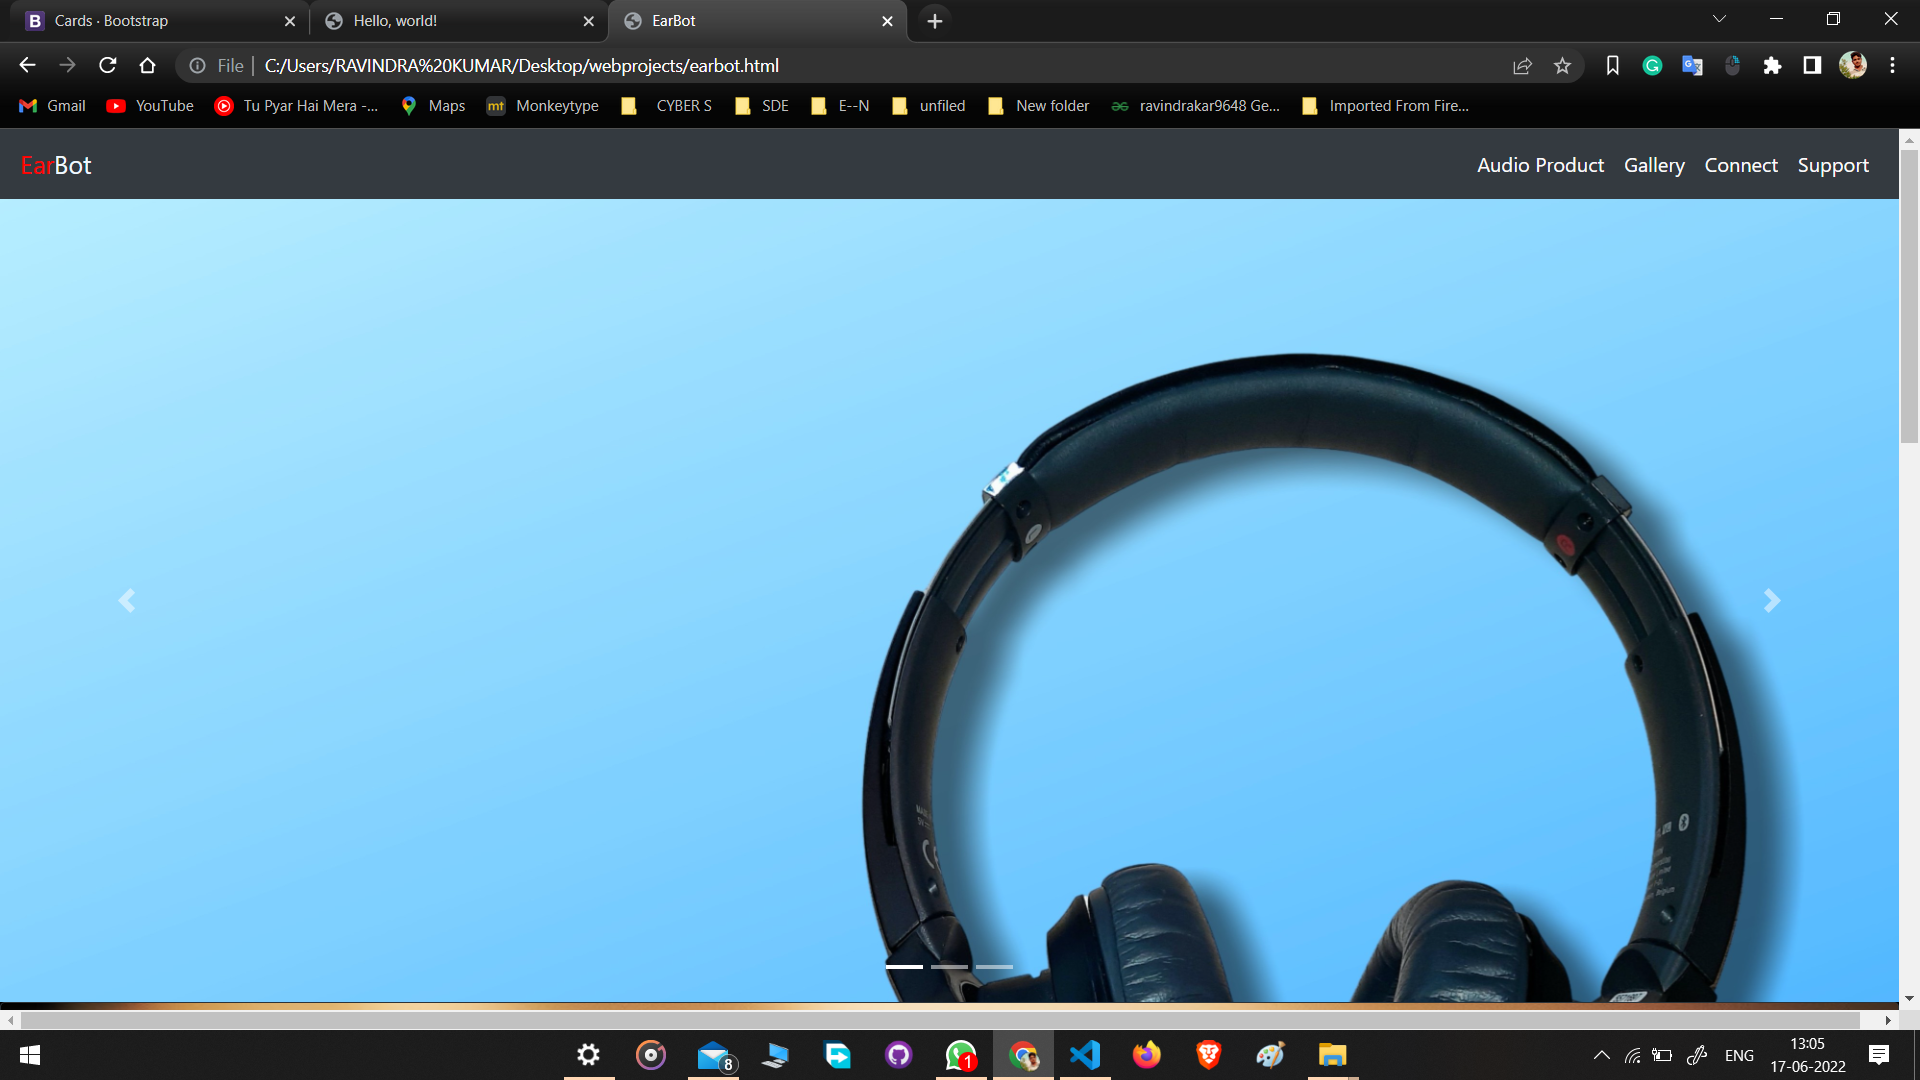 Cards · Bootstrap
Hello, world!
EarBot
File
C:/Users/RAVINDRA%20KUMAR/Desktop/webprojects/earbot.html
Gmail
YouTube
Tu Pyar Hai Mera -...
Maps
mt
Monkeytype
CYBER S
SDE
E--N
unfiled
New folder
ravindrakar9648 Ge...
Imported From Fire...
EarBot
Audio Product
Gallery
Connect
Support
8
1
ENG
13:05
17-06-2022